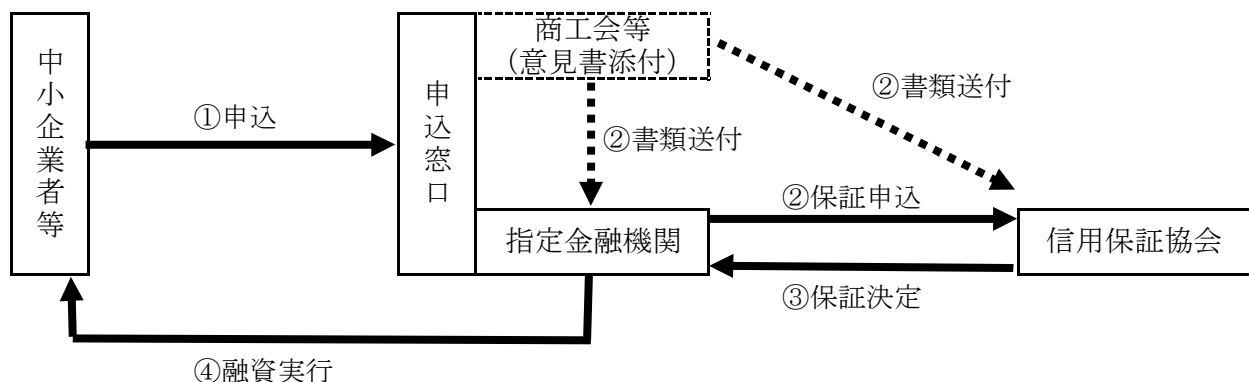 中小企業者等
①申込
申込窓口
商工会等
(意見書添付)
②書類送付
②書類送付
指定金融機関
②保証申込
③保証決定
信用保証協会
④融資実行